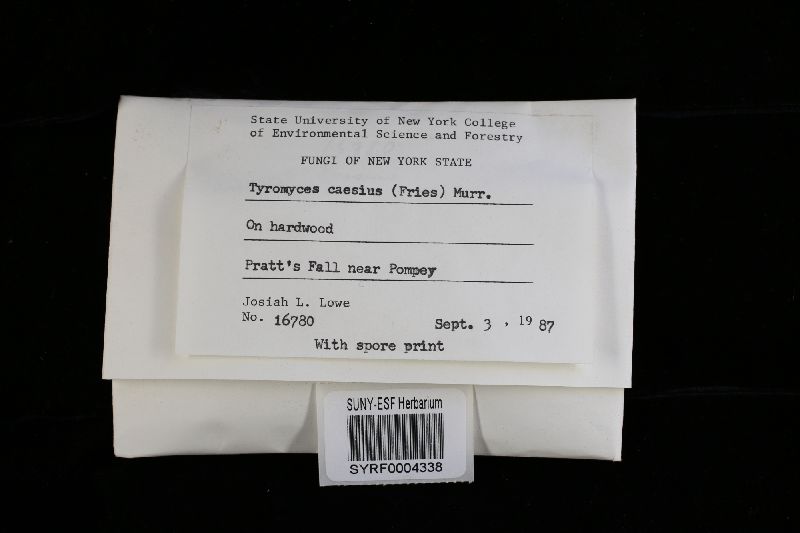 State University of New York College
of Environmental Science and Forestry
FUNGI OF NEW YORK STATE
Tyromyces caesius (Fries) Murr.
On hardwood
Pratt's Fall near Pompey
Josiah L. Lowe
No. 16780 Sept. 3 , 19 87
With spore print
SUNY-ESF Herbarium
SYRF0004338